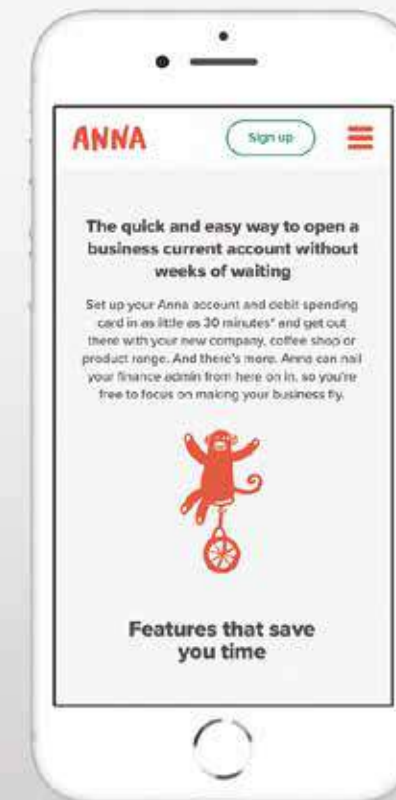 ANNA
Sign up
The quick and easy way to open a
business current account without
weeks of waiting
Set up your Anna account and debit spending
card in as little as 30 minutes* and get out
there with your new company, coffee shop or
product range. And there's more. Anna can nail
your finance admin from here on in, so you're
free to focus on making your business fly.
Features that save
you time